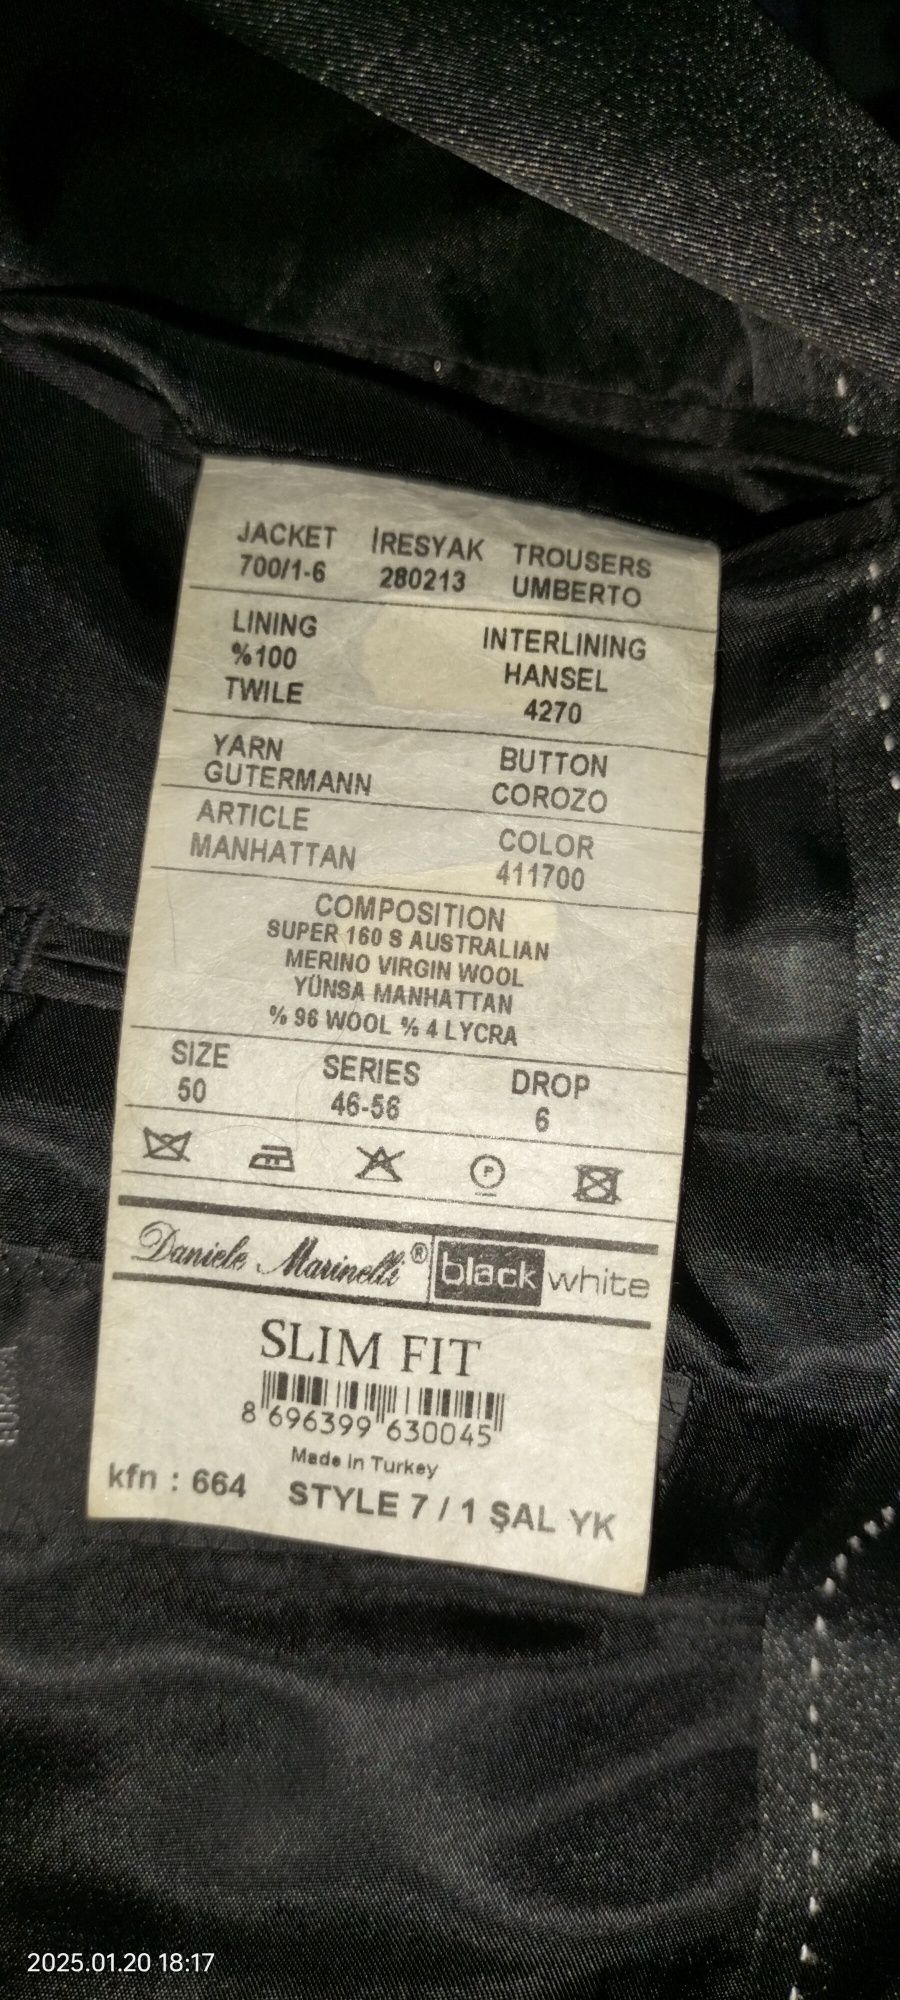 JACKET İRESYAK TROUSERS
700/1-6 280213 UMBERTO
LINING INTERLINING
%100 HANSEL
TWILE 4270
YARN BUTTON
GUTERMANN COROZO
ARTICLE COLOR
MANHATTAN 411700
COMPOSITION
SUPER 160 S AUSTRALIAN
MERINO VIRGIN WOOL
YÜNSA MANHATTAN
% 96 WOOL % 4 LYCRA
SIZE SERIES DROP
50 46-56 6
P
Daniele Marinelli® black white
SLIM FIT
8 696399 630045
Made in Turkey
kfn : 664 STYLE 7 / 1 ŞAL YK
2025.01.20 18:17